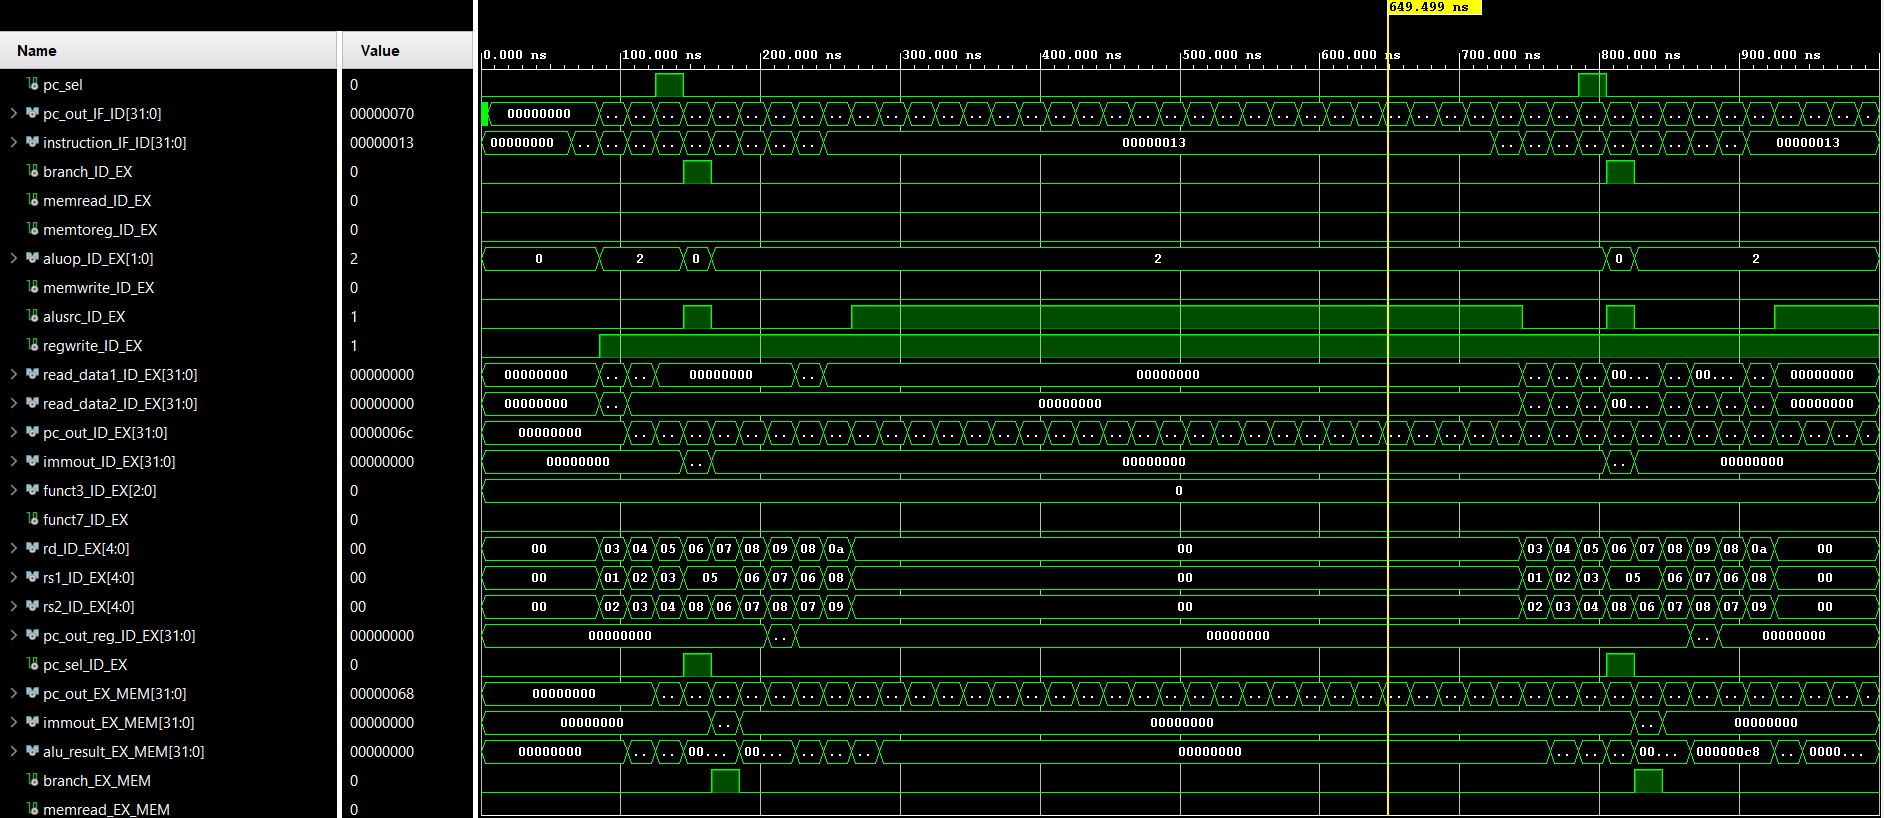 649.499 ns
Name Value
0.000 ns 100.000 ns 200.000 ns 300.000 ns 400.000 ns 500.000 ns 600.000 ns 700.000 ns 800.000 ns 900.000 ns
pc_sel 0
pc_out_IF_ID[31:0] 00000070 00000000 .. .. .. .. .. .. .. .. .. .. .. .. .. .. .. .. .. .. .. .. .. .. .. .. .. .. .. .. .. .. .. .. .. .. .. .. .. .. .. .. .. .. .. .. .. .
instruction_IF_ID[31:0] 00000013 00000000 .. .. .. .. .. .. .. .. .. 00000013 .. .. .. .. .. .. .. .. .. 00000013
branch_ID_EX 0
memread_ID_EX 0
memtoreg_ID_EX 0
aluop_ID_EX[1:0] 2 0 2 0 2 0 2
memwrite_ID_EX 0
alusrc_ID_EX 1
regwrite_ID_EX 1
read_data1_ID_EX[31:0] 00000000 00000000 .. .. 00000000 .. 00000000 .. .. .. 00... .. 00... .. 00000000
read_data2_ID_EX[31:0] 00000000 00000000 .. 00000000 .. .. .. 00... .. .. .. .. 00000000
pc_out_ID_EX[31:0] 0000006c 00000000 .. .. .. .. .. .. .. .. .. .. .. .. .. .. .. .. .. .. .. .. .. .. .. .. .. .. .. .. .. .. .. .. .. .. .. .. .. .. .. .. .. .. .. .. .
immout_ID_EX[31:0] 00000000 00000000 .. 00000000 .. 00000000
funct3_ID_EX[2:0] 0 0
funct7_ID_EX 0
rd_ID_EX[4:0] 00 00 03 04 05 06 07 08 09 08 0a 00 03 04 05 06 07 08 09 08 0a 00
rs1_ID_EX[4:0] 00 00 01 02 03 05 06 07 06 08 00 01 02 03 05 06 07 06 08 00
rs2_ID_EX[4:0] 00 00 02 03 04 08 06 07 08 07 09 00 02 03 04 08 06 07 08 07 09 00
pc_out_reg_ID_EX[31:0] 00000000 00000000 .. 00000000 .. 00000000
pc_sel_ID_EX 0
pc_out_EX_MEM[31:0] 00000068 00000000 .. .. .. .. .. .. .. .. .. .. .. .. .. .. .. .. .. .. .. .. .. .. .. .. .. .. .. .. .. .. .. .. .. .. .. .. .. .. .. .. .. .. .
immout_EX_MEM[31:0] 00000000 00000000 .. 00000000 .. 00000000
alu_result_EX_MEM[31:0] 00000000 00000000 .. .. 00... 00... .. .. .. 00000000 .. .. .. 00... 000000c8 .. 0000...
branch_EX_MEM 0
memread_EX_MEM 0